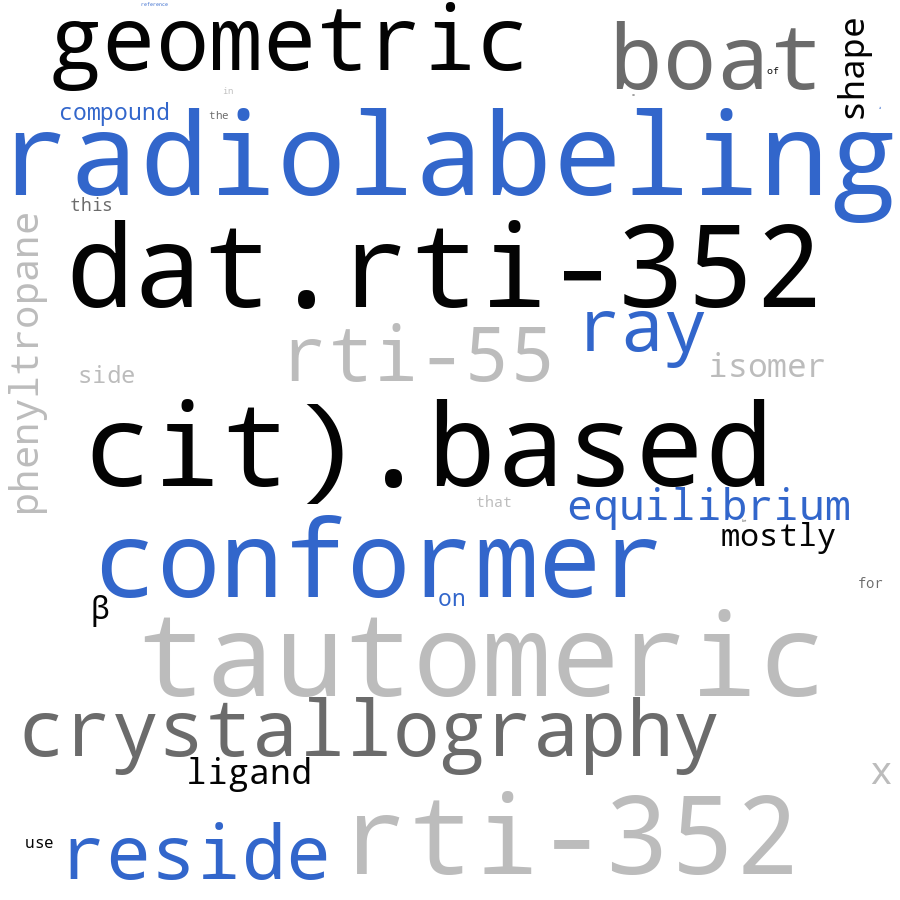 reference
geometric
boat
of
shape
in
compound
the
radiolabeling
this
phenyltropane
dat.rti-352
ray
rti-55
isomer
side
cit).based
that
equilibrium
mostly
conformer
for
on
β
tautomeric
crystallography
ligand
x
rti-352
use
reside